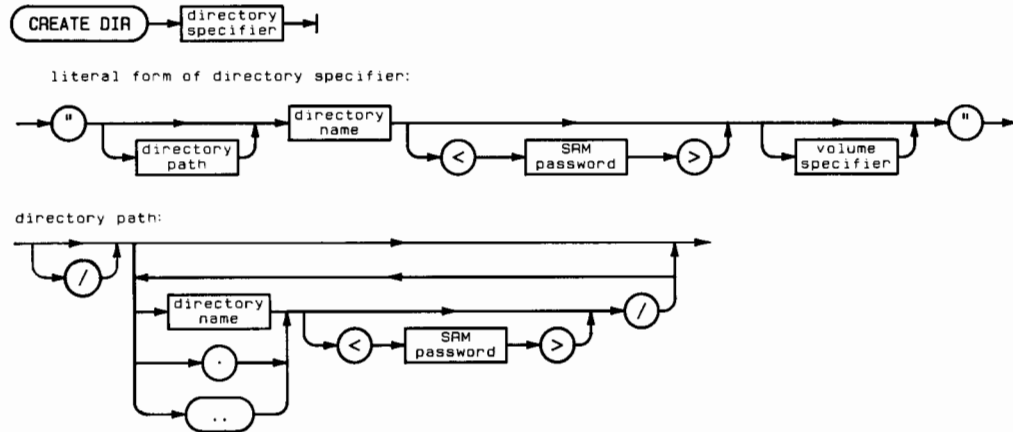 CREATE DIR
directory
specifier
literal form of directory specifier:
"
directory
path
directory
name
<
SRM
password
>
volume
specifier
"
directory path:
/
directory
name
.
..
<
SRM
password
>
/